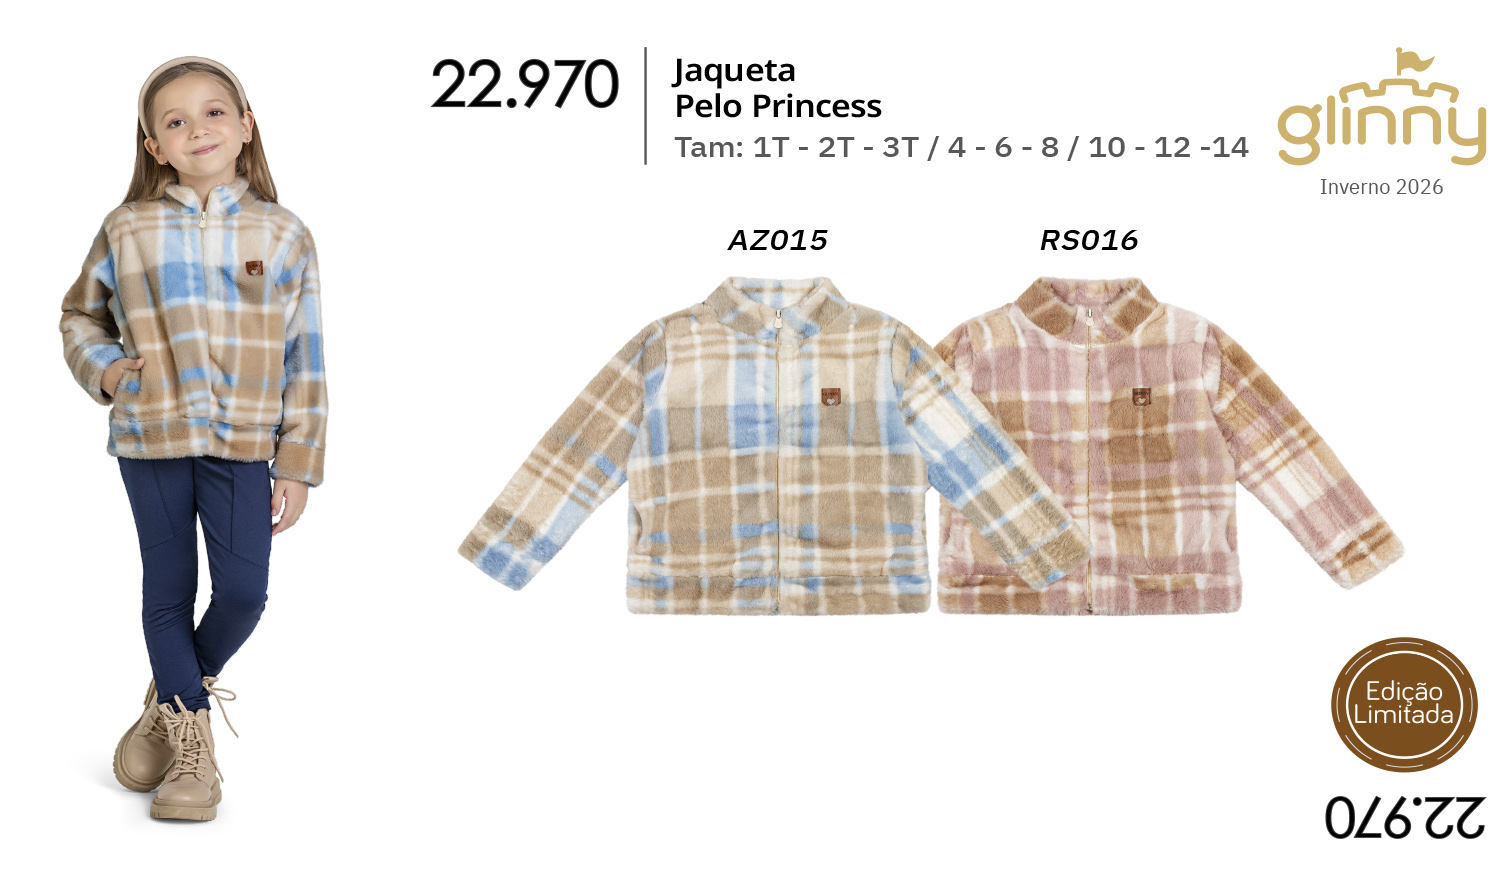 22.970
Jaqueta
Pelo Princess
Tam: 1T - 2T - 3T / 4 - 6 - 8 / 10 - 12 -14
glinny
Inverno 2026
AZ015
RS016
Edição
Limitada
22.970